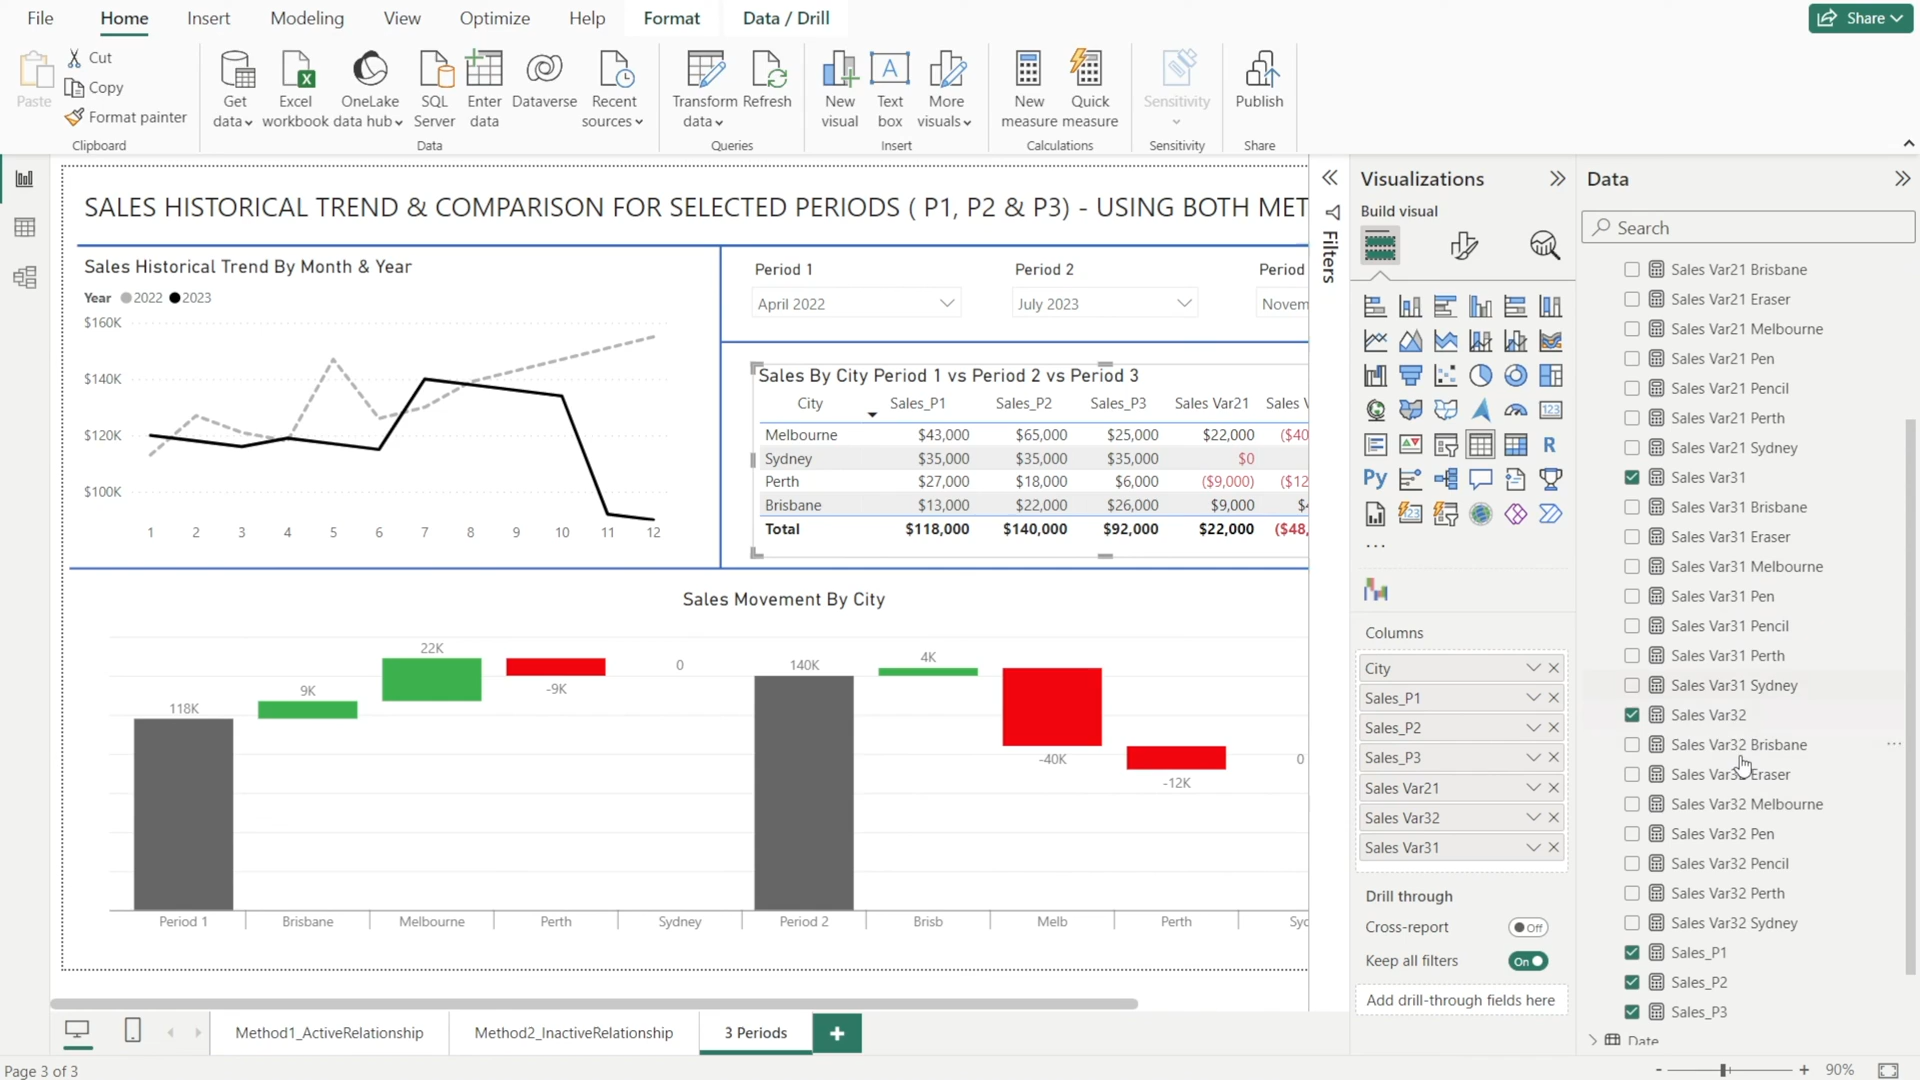 File Home Insert Modeling View Optimize Help Format Data / Drill Share
Cut
Copy
Paste
Format painter
Clipboard
Get data
Excel workbook
OneLake data hub
SQL Server
Enter data
Dataverse
Recent sources
Data
Transform data
Refresh
Queries
New visual
Text box
More visuals
Insert
New measure
Quick measure
Calculations
Sensitivity
Sensitivity
Publish
Share
SALES HISTORICAL TREND & COMPARISON FOR SELECTED PERIODS ( P1, P2 & P3) - USING BOTH MET
Sales Historical Trend By Month & Year
Year 2022 2023
$160K
$140K
$120K
$100K
1 2 3 4 5 6 7 8 9 10 11 12
Period 1 Period 2 Period
April 2022 July 2023 Novem
Sales By City Period 1 vs Period 2 vs Period 3
City Sales_P1 Sales_P2 Sales_P3 Sales Var21 Sales V
Melbourne $43,000 $65,000 $25,000 $22,000 ($40
Sydney $35,000 $35,000 $35,000 $0
Perth $27,000 $18,000 $6,000 ($9,000) ($12
Brisbane $13,000 $22,000 $26,000 $9,000 $4
Total $118,000 $140,000 $92,000 $22,000 ($48,
Sales Movement By City
118K 9K 22K -9K 0 140K 4K -40K -12K 0
Period 1 Brisbane Melbourne Perth Sydney Period 2 Brisb Melb Perth Syd
Method1_ActiveRelationship Method2_InactiveRelationship 3 Periods +
Page 3 of 3
Filters
Visualizations
Build visual
123
R
Py
123
...
Columns
City
Sales_P1
Sales_P2
Sales_P3
Sales Var21
Sales Var32
Sales Var31
Drill through
Cross-report Off
Keep all filters On
Add drill-through fields here
Data
Search
Sales Var21 Brisbane
Sales Var21 Eraser
Sales Var21 Melbourne
Sales Var21 Pen
Sales Var21 Pencil
Sales Var21 Perth
Sales Var21 Sydney
Sales Var31
Sales Var31 Brisbane
Sales Var31 Eraser
Sales Var31 Melbourne
Sales Var31 Pen
Sales Var31 Pencil
Sales Var31 Perth
Sales Var31 Sydney
Sales Var32
Sales Var32 Brisbane
Sales Var32 Eraser
Sales Var32 Melbourne
Sales Var32 Pen
Sales Var32 Pencil
Sales Var32 Perth
Sales Var32 Sydney
Sales_P1
Sales_P2
Sales_P3
Date
- + 90%